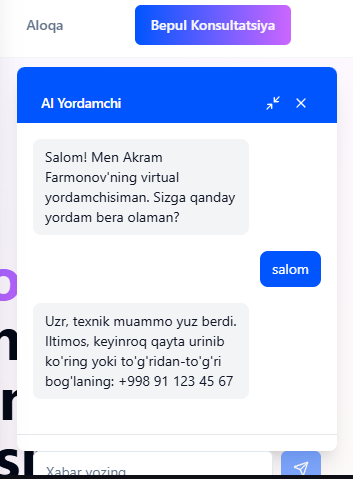 Aloqa
Bepul Konsultatsiya
AI Yordamchi
Salom! Men Akram
Farmonov'ning virtual
yordamchisiman. Sizga qanday
yordam bera olaman?
salom
Uzr, texnik muammo yuz berdi.
Iltimos, keyinroq qayta urinib
ko'ring yoki to'g'ridan-to'g'ri
bog'laning: +998 91 123 45 67
Xabar yozing